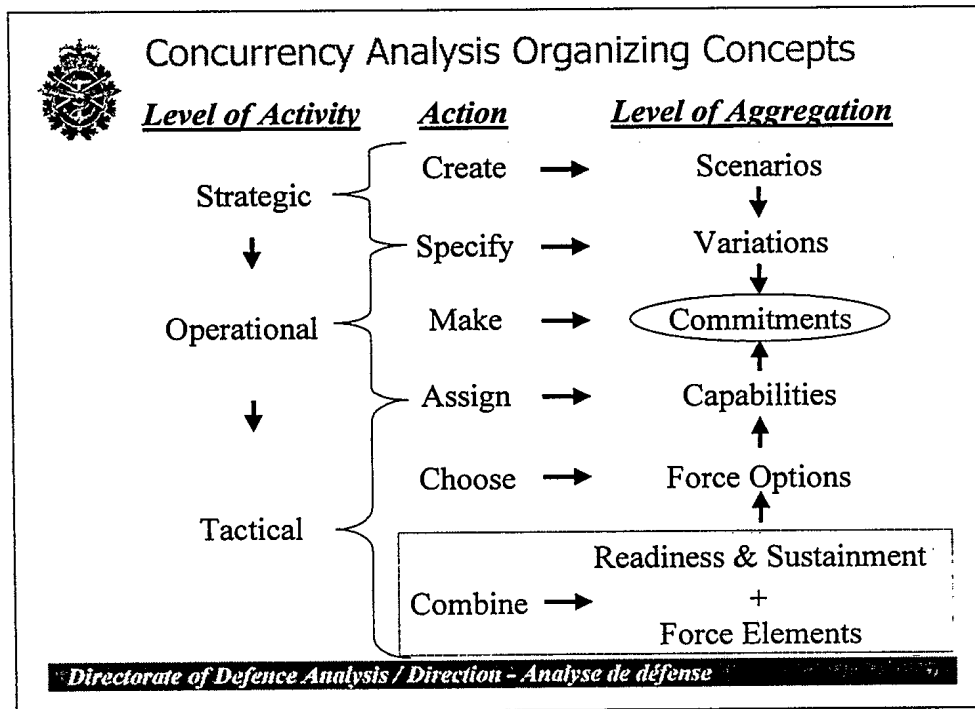 Concurrency Analysis Organizing Concepts
Level of Activity Action Level of Aggregation
Create Scenarios
Strategic
Specify Variations
Operational Make Commitments
Assign Capabilities
Choose Force Options
Tactical
Readiness & Sustainment
Combine +
Force Elements
Directorate of Defence Analysis / Direction - Analyse de défense